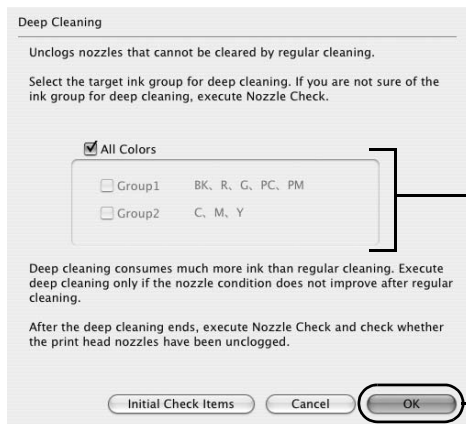 Deep Cleaning
Unclogs nozzles that cannot be cleared by regular cleaning.
Select the target ink group for deep cleaning. If you are not sure of the
ink group for deep cleaning, execute Nozzle Check.
All Colors
Group1 BK、R、G、PC、PM
Group2 C、M、Y
Deep cleaning consumes much more ink than regular cleaning. Execute
deep cleaning only if the nozzle condition does not improve after regular
cleaning.
After the deep cleaning ends, execute Nozzle Check and check whether
the print head nozzles have been unclogged.
Initial Check Items Cancel OK